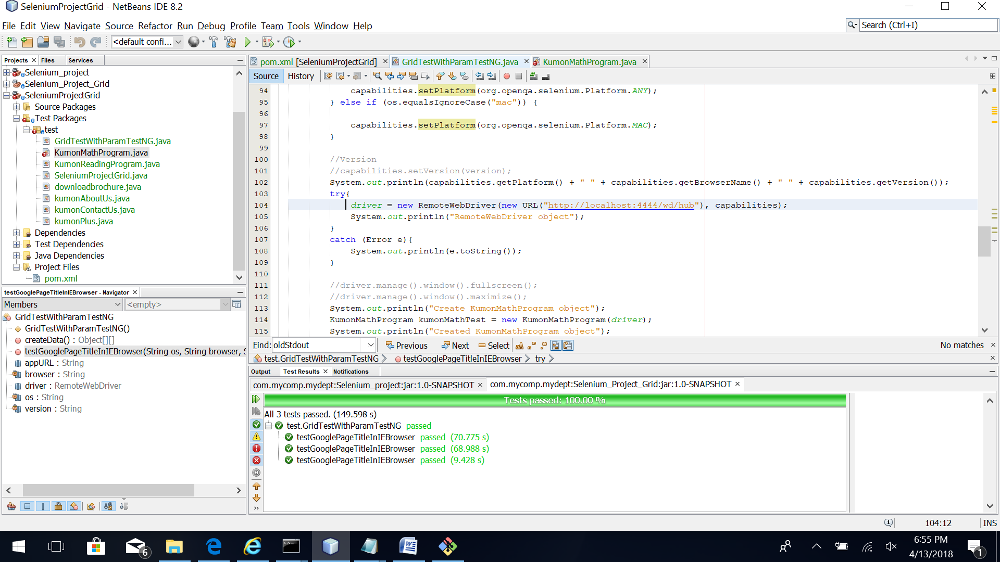 SeleniumProjectGrid - NetBeans IDE 8.2
File Edit View Navigate Source Refactor Run Debug Profile Team Tools Window Help
Search (Ctrl+I)
<default confi...
Projects Files Services
Selenium_project
Selenium_Project_Grid
SeleniumProjectGrid
Source Packages
Test Packages
test
GridTestWithParamTestNG.java
KumonMathProgram.java
KumonReadingProgram.java
SeleniumProjectGrid.java
downloadbrochure.java
kumonAboutUs.java
kumonContactUs.java
kumonPlus.java
Dependencies
Test Dependencies
Java Dependencies
Project Files
pom.xml
testGooglePageTitleInIEBrowser - Navigator
Members <empty>
GridTestWithParamTestNG
GridTestWithParamTestNG()
createData() : Object[][]
testGooglePageTitleInIEBrowser(String os, String browser, S
appURL : String
browser : String
driver : RemoteWebDriver
os : String
version : String
pom.xml [SeleniumProjectGrid] GridTestWithParamTestNG.java KumonMathProgram.java
Source History
94 capabilities.setPlatform(org.openqa.selenium.Platform.ANY);
95 } else if (os.equalsIgnoreCase("mac")) {
96
97 capabilities.setPlatform(org.openqa.selenium.Platform.MAC);
98 }
99
100 //Version
101 //capabilities.setVersion(version);
102 System.out.println(capabilities.getPlatform() + " " + capabilities.getBrowserName() + " " + capabilities.getVersion());
103 try{
104 driver = new RemoteWebDriver(new URL("http://localhost:4444/wd/hub"), capabilities);
105 System.out.println("RemoteWebDriver object");
106 }
107 catch (Error e){
108 System.out.println(e.toString());
109 }
110
111 //driver.manage().window().fullscreen();
112 //driver.manage().window().maximize();
113 System.out.println("Create KumonMathProgram object");
114 KumonMathProgram kumonMathTest = new KumonMathProgram(driver);
115 System.out.println("Created KumonMathProgram object");
Find: oldStdout Previous Next Select No matches
test.GridTestWithParamTestNG testGooglePageTitleInIEBrowser try
Output Test Results Notifications
com.mycomp.mydept:Selenium_project:jar:1.0-SNAPSHOT com.mycomp.mydept:Selenium_Project_Grid:jar:1.0-SNAPSHOT
Tests passed: 100.00 %
All 3 tests passed. (149.598 s)
test.GridTestWithParamTestNG passed
testGooglePageTitleInIEBrowser passed (70.775 s)
testGooglePageTitleInIEBrowser passed (68.988 s)
testGooglePageTitleInIEBrowser passed (9.428 s)
104:12 INS
6
6:55 PM
4/13/2018
1